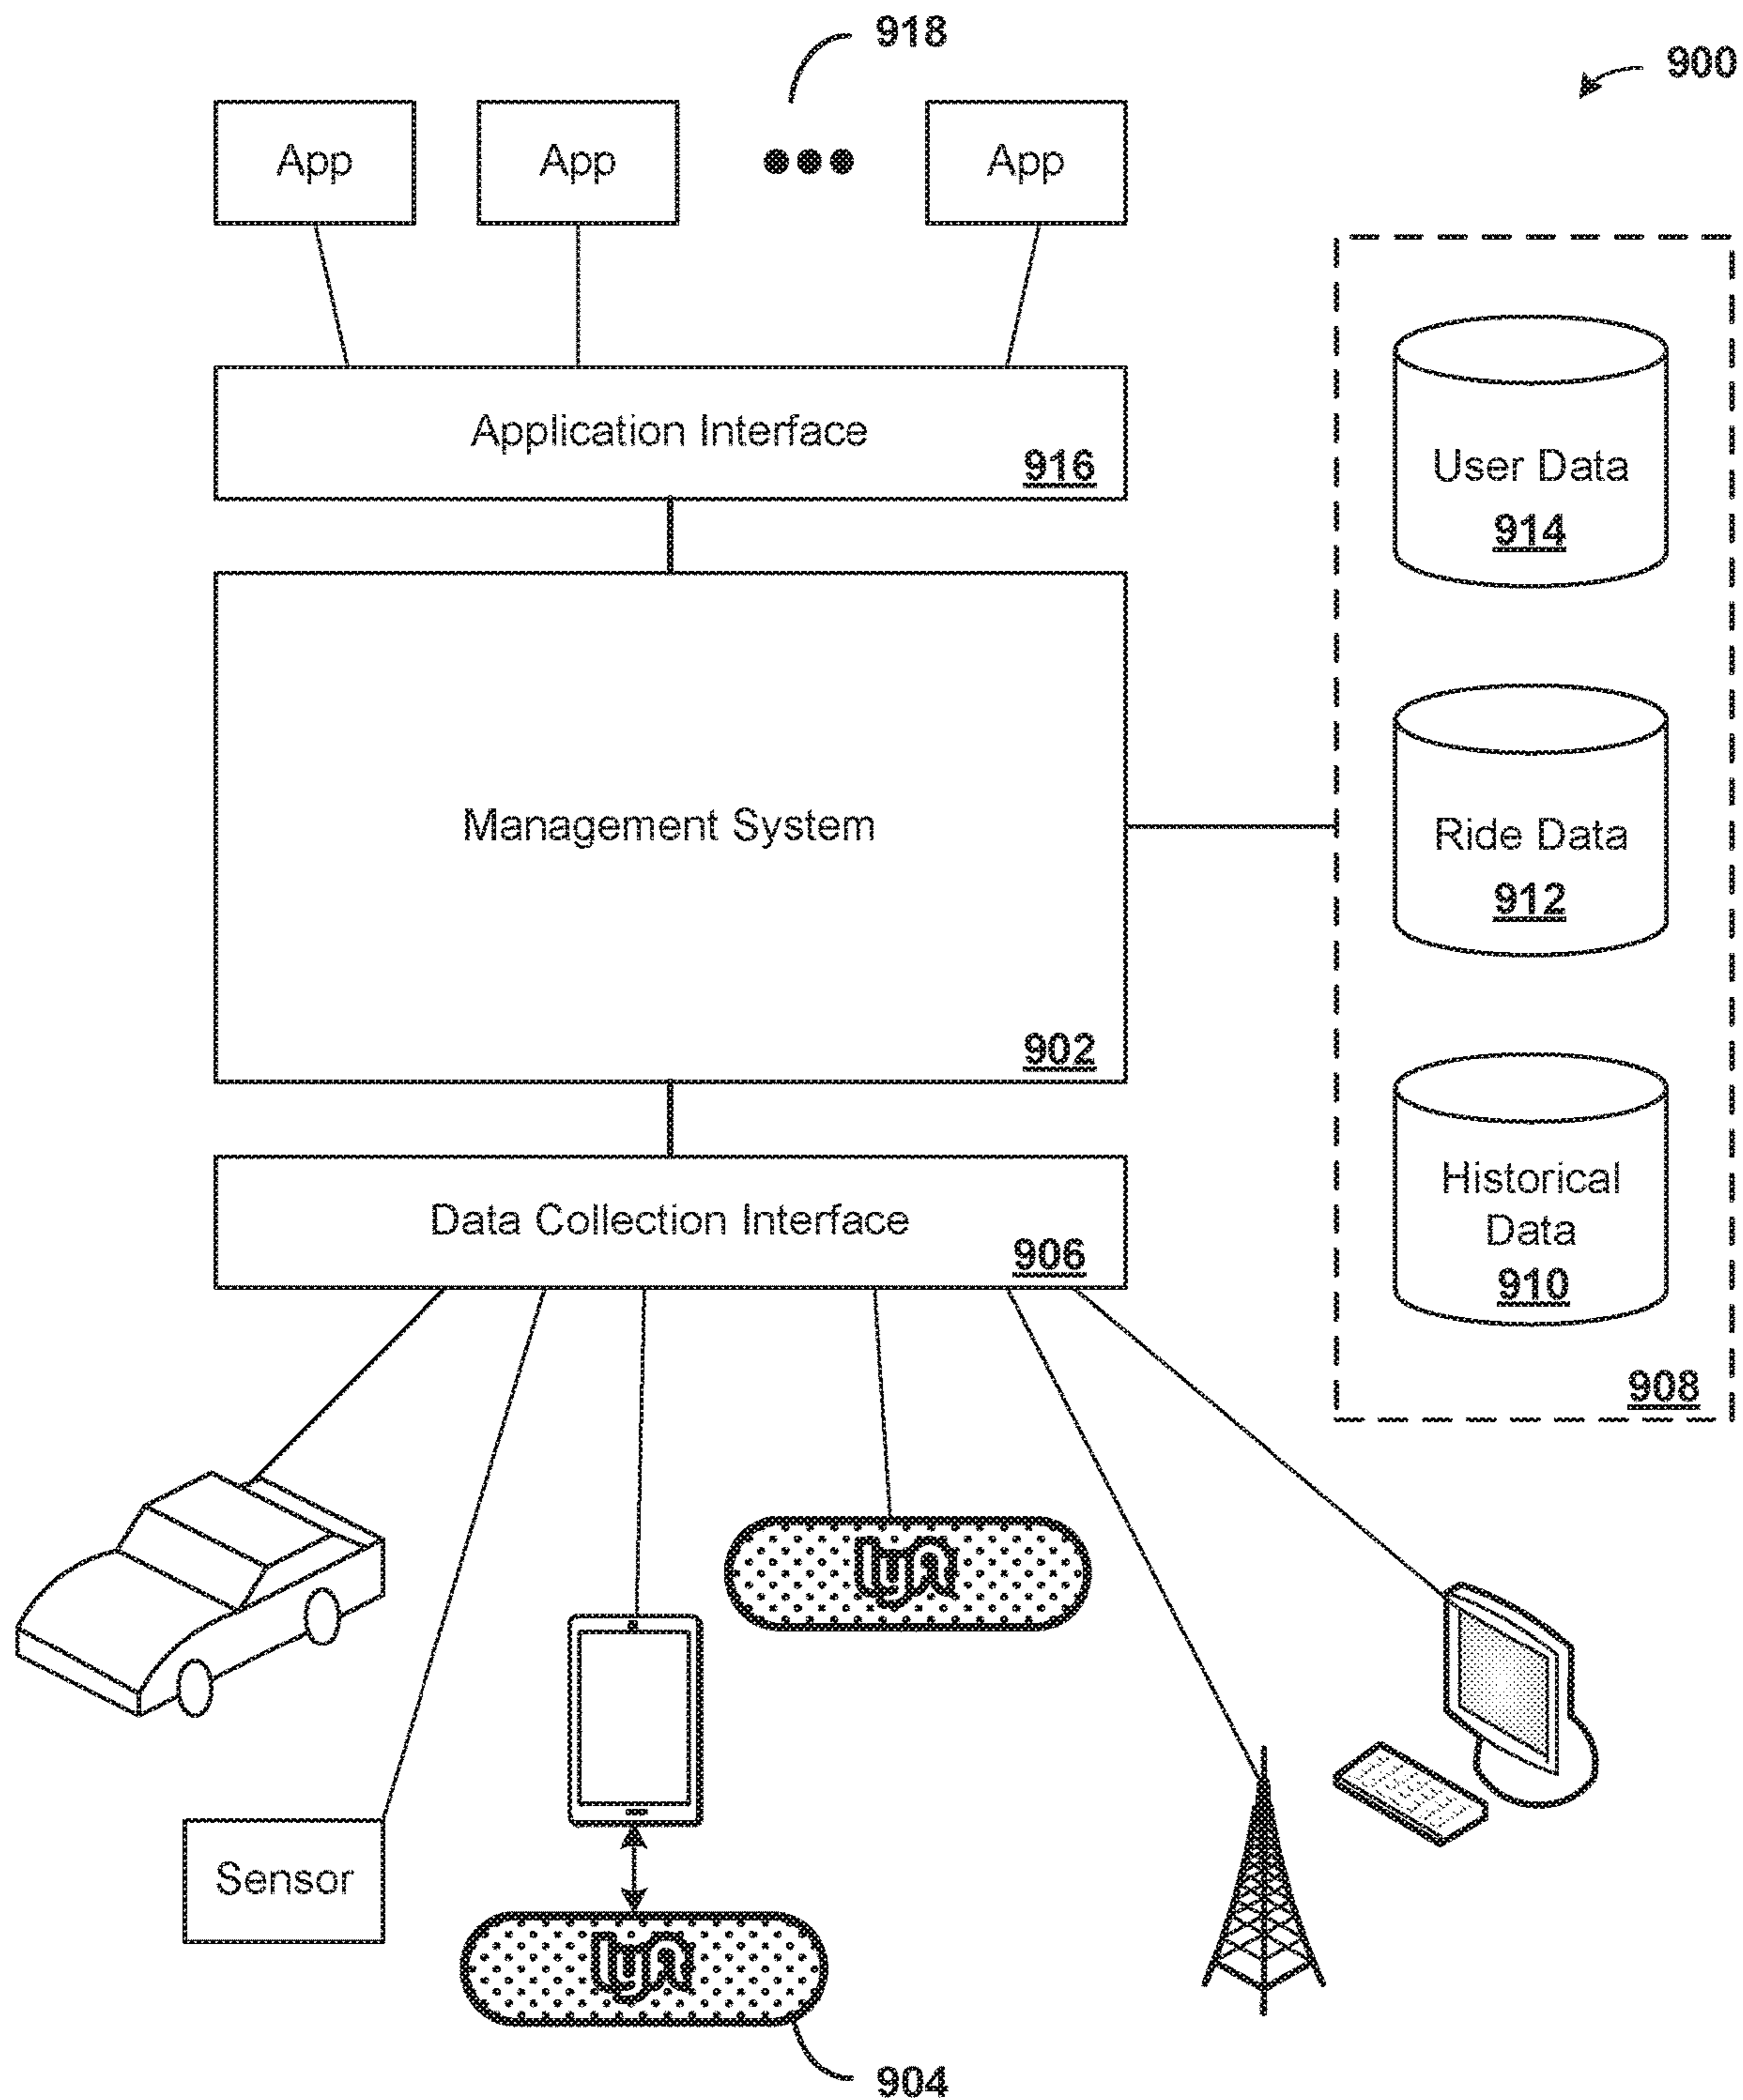 918
900
App
App
App
Application Interface
916
User Data
914
Management System
902
Ride Data
912
Data Collection Interface
906
Historical
Data
910
908
lyft
Sensor
lyft
904